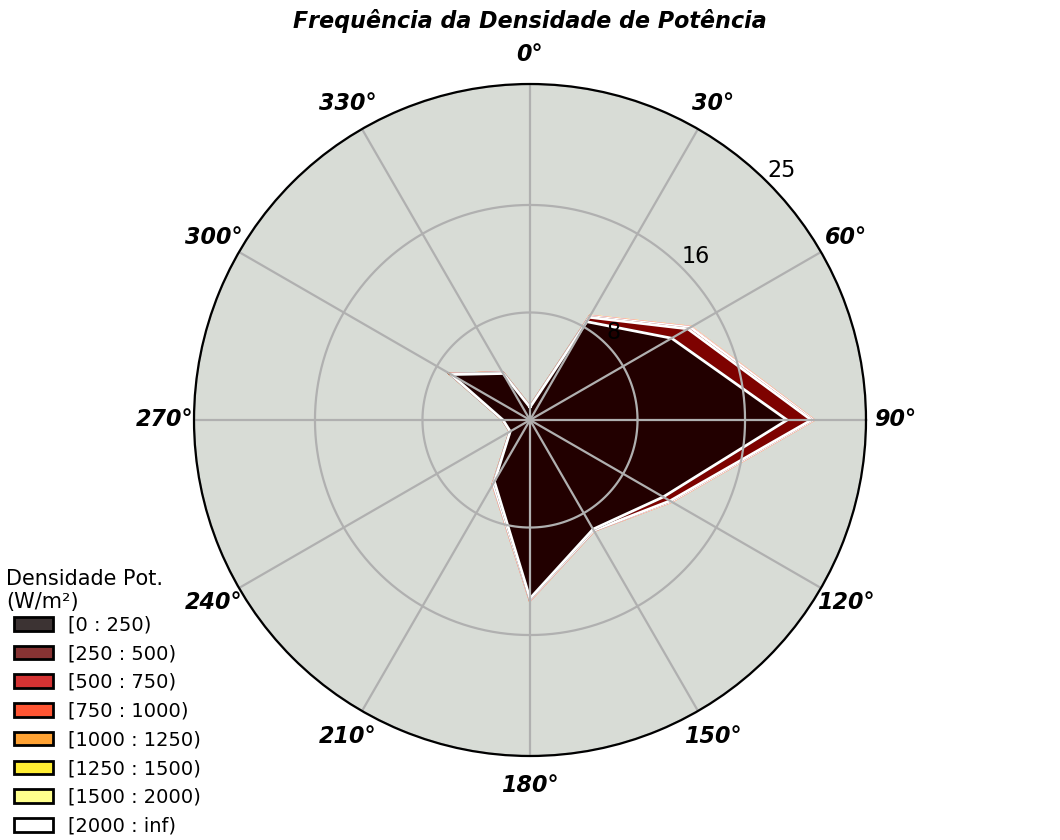 Frequência da Densidade de Potência
0°
330°
30°
25
300°
60°
16
8
270°
90°
240°
120°
210°
150°
180°
Densidade Pot.
(W/m²)
[0 : 250)
[250 : 500)
[500 : 750)
[750 : 1000)
[1000 : 1250)
[1250 : 1500)
[1500 : 2000)
[2000 : inf)